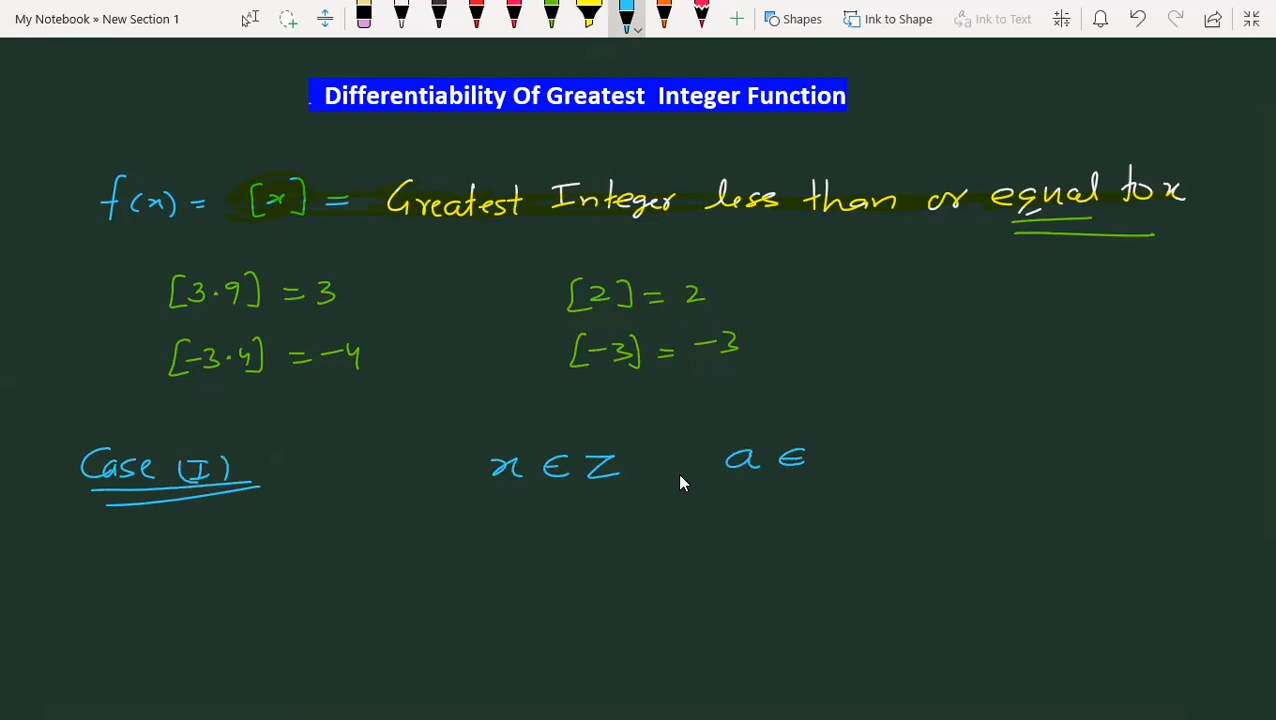 My Notebook » New Section 1
Shapes
Ink to Shape
Ink to Text
. Differentiability Of Greatest Integer Function
f(x) = [x] = Greatest Integer less than or equal to x
[3.9] = 3 [2] = 2
[-3.4] = -4 [-3] = -3
Case (I) x ∈ Z a ∈